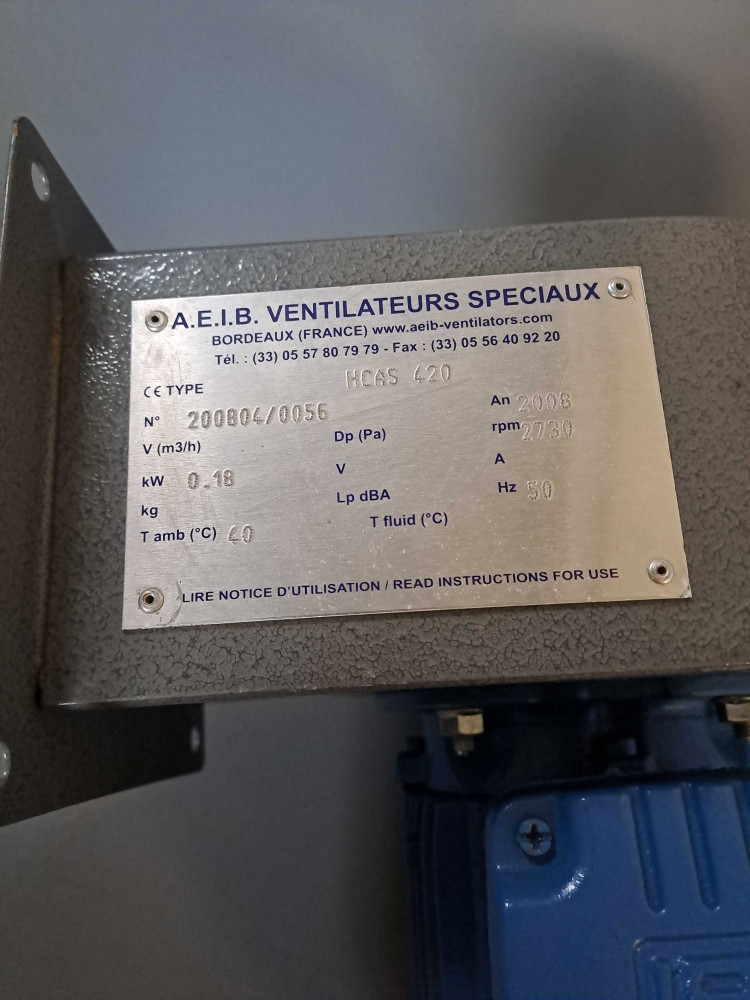 A.E.I.B. VENTILATEURS SPECIAUX
BORDEAUX (FRANCE) www.aeib-ventilators.com
Tél. : (33) 05 57 80 79 79 - Fax : (33) 05 56 40 92 20
CE TYPE HCAS 420
N° 200804/0056 An 2008
V (m3/h) Dp (Pa) rpm 2730
kW 0.18 V A
kg Lp dBA Hz 50
T amb (°C) 40 T fluid (°C)
LIRE NOTICE D'UTILISATION / READ INSTRUCTIONS FOR USE